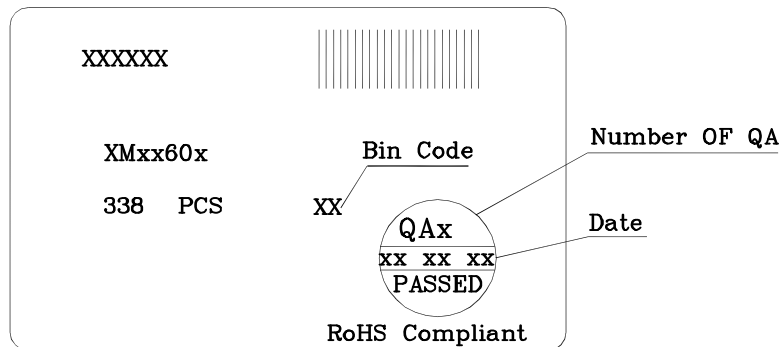 XXXXXX
XMxx60x
Bin Code
Number OF QA
338 PCS
XX
QAx
Date
xx xx xx
PASSED
RoHS Compliant